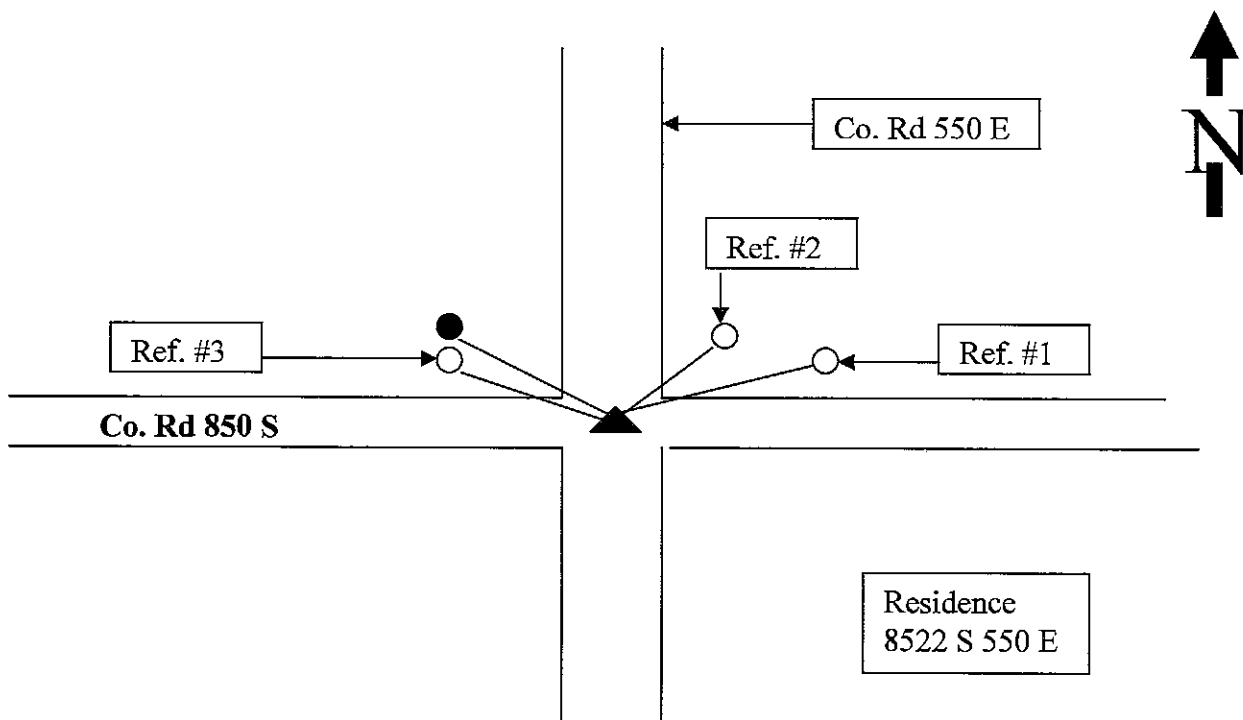 Co. Rd 550 E
N
Ref. #2
Ref. #3
Ref. #1
Co. Rd 850 S
Residence
8522 S 550 E